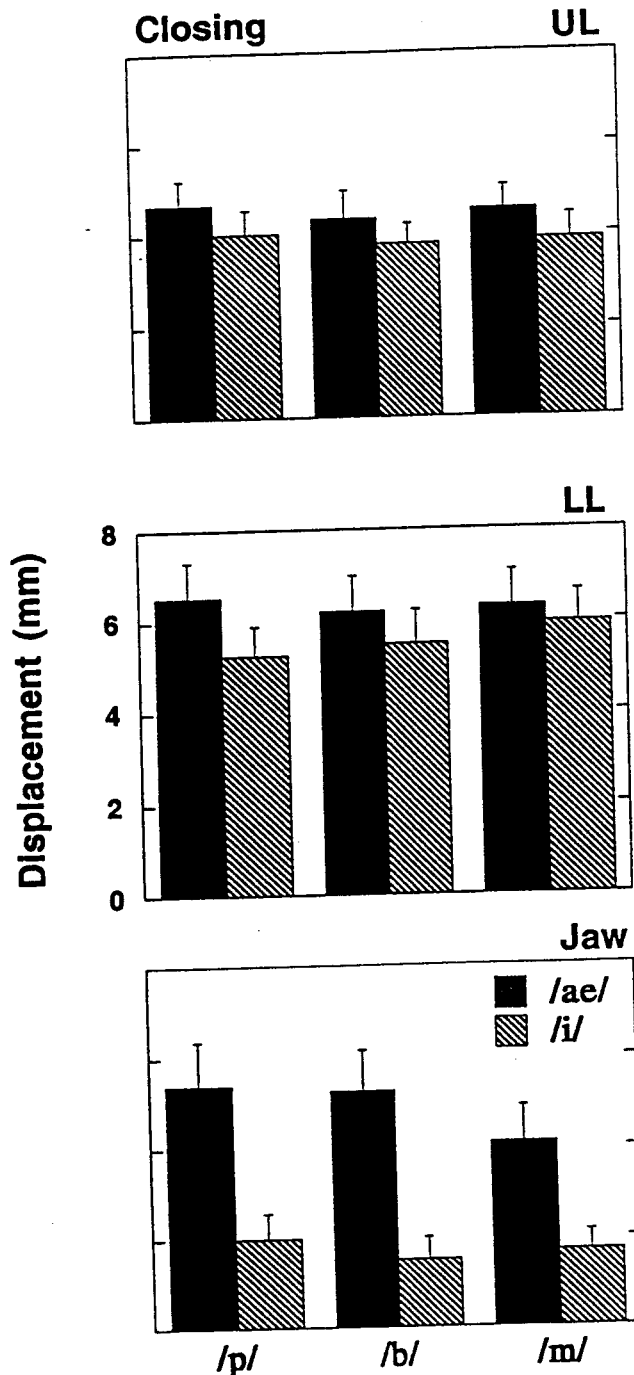 Closing UL
LL
Displacement (mm)
8
6
4
2
0
Jaw
/ae/
/i/
/p/ /b/ /m/